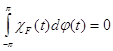 ∫_{-π}^{π} χ_F(t)dφ(t) = 0